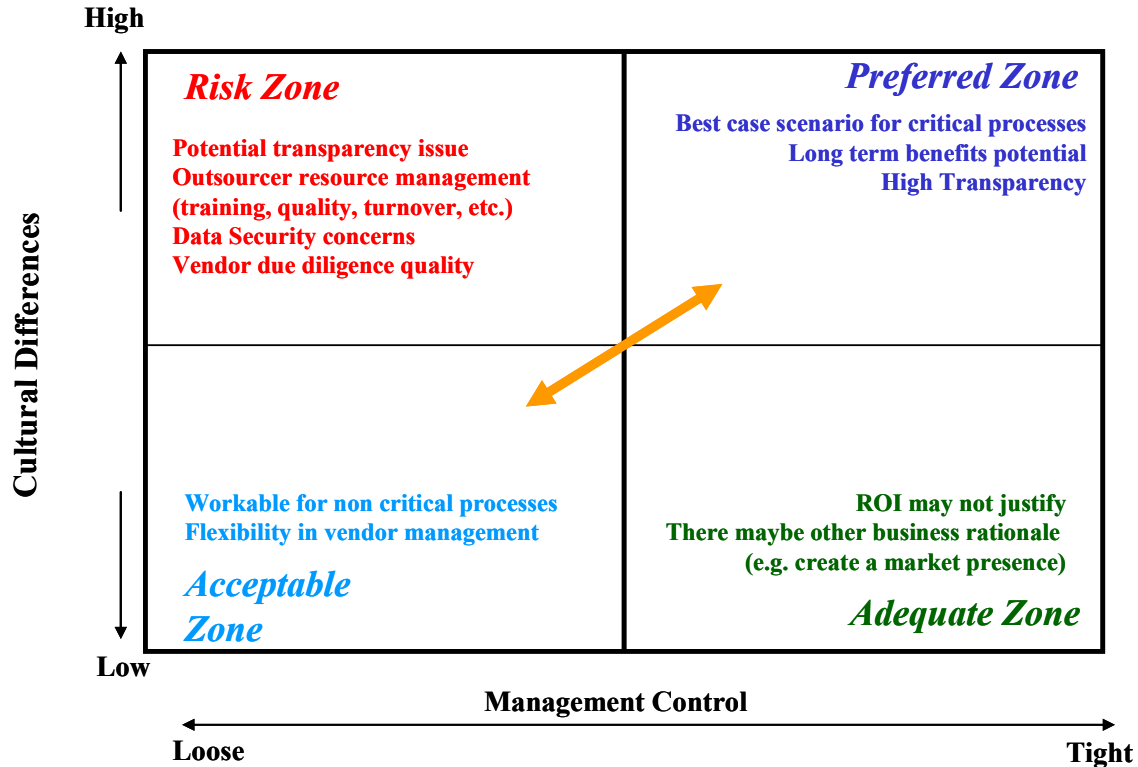 High
Risk Zone
Potential transparency issue
Outsourcer resource management
(training, quality, turnover, etc.)
Data Security concerns
Vendor due diligence quality
Preferred Zone
Best case scenario for critical processes
Long term benefits potential
High Transparency
Cultural Differences
Workable for non critical processes
Flexibility in vendor management
Acceptable
Zone
ROI may not justify
There maybe other business rationale
(e.g. create a market presence)
Adequate Zone
Low
Management Control
Loose
Tight